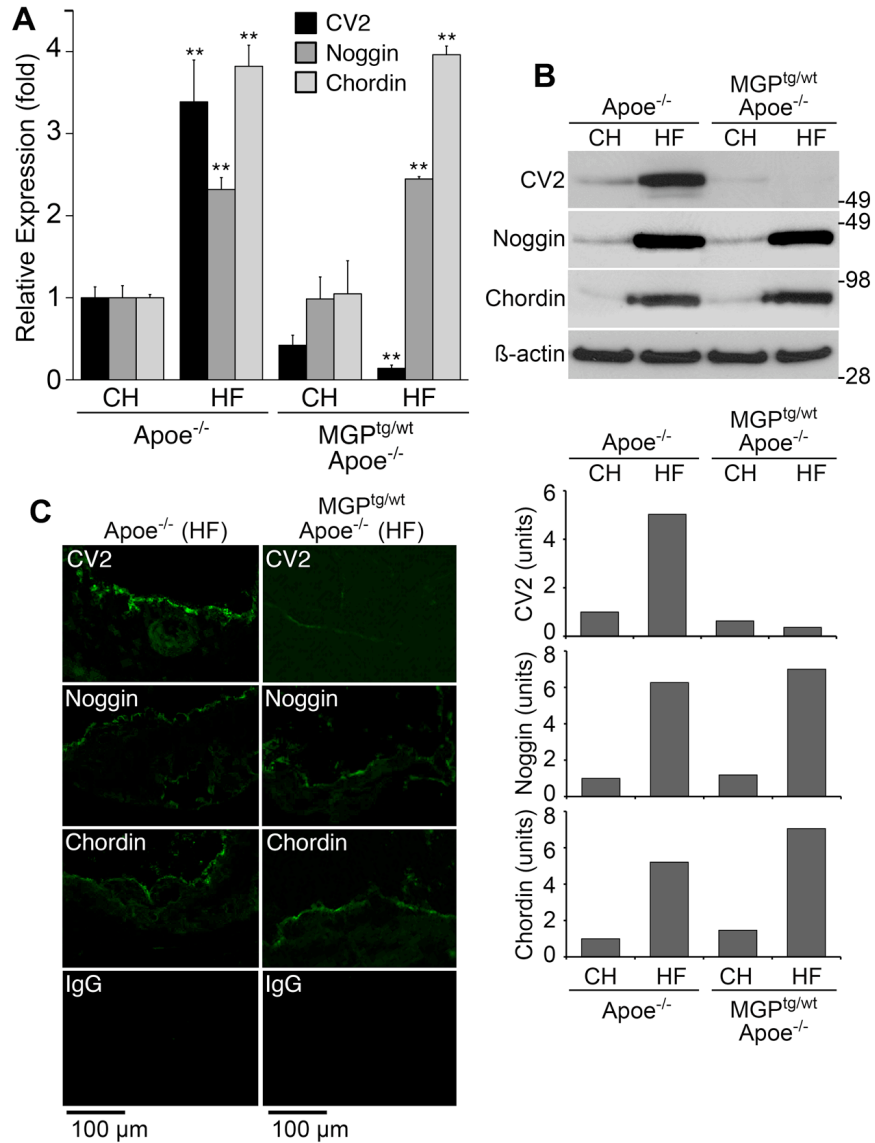 A
Relative Expression (fold)
4
3
2
1
0
CV2
Noggin
Chordin
** ** ** ** ** **
CH HF CH HF
Apoe-/- MGPtg/wt
Apoe-/-
B
Apoe-/- MGPtg/wt
Apoe-/-
CH HF CH HF
CV2
-49
-49
Noggin
-98
Chordin
ß-actin
-28
Apoe-/- MGPtg/wt
Apoe-/-
CH HF CH HF
CV2 (units)
6
4
2
0
Noggin (units)
8
6
4
2
0
Chordin (units)
8
6
4
2
0
CH HF CH HF
Apoe-/- MGPtg/wt
Apoe-/-
C
Apoe-/- (HF) MGPtg/wt
Apoe-/- (HF)
CV2 CV2
Noggin Noggin
Chordin Chordin
IgG IgG
100 µm 100 µm